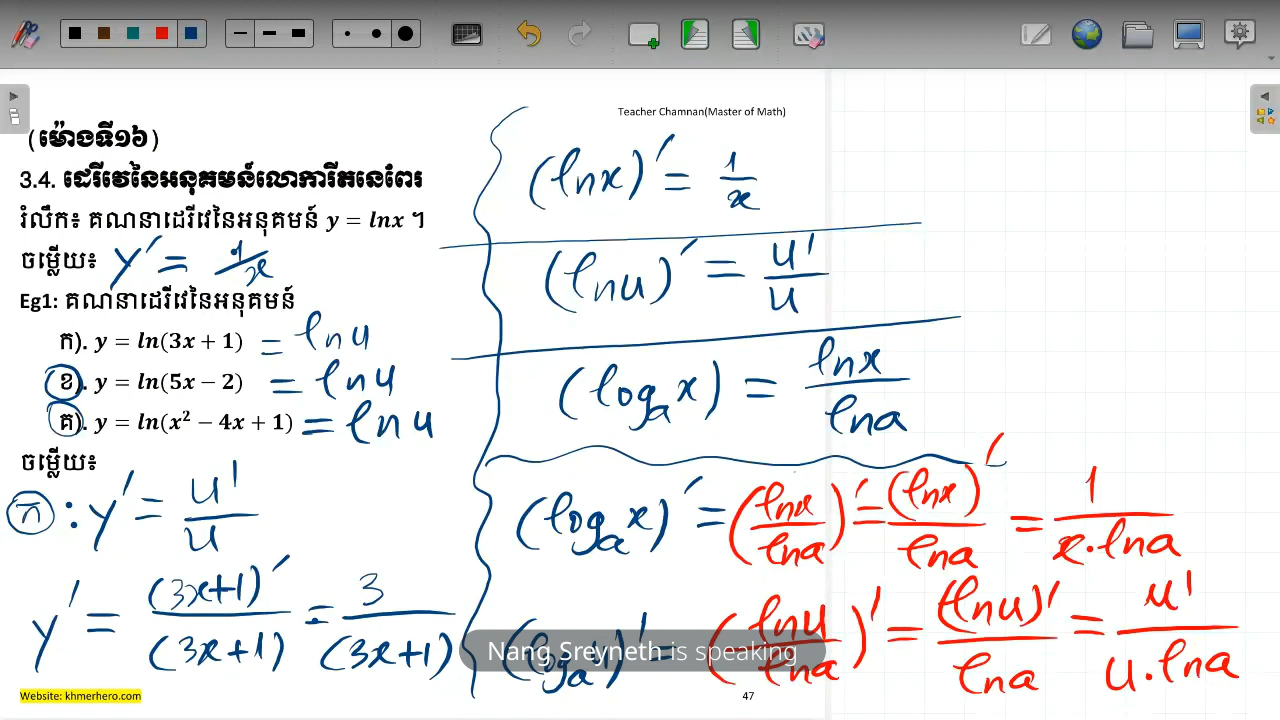 Teacher Chamnan(Master of Math)
(ម៉ោងទី១៦)
3.4. ដេរីវេនៃអនុគមន៍លោការីតនេពែរ
រំលឹក៖ គណនាដេរីវេនៃអនុគមន៍ y = lnx ។
ចម្លើយ៖ y' = 1/x
Eg1: គណនាដេរីវេនៃអនុគមន៍
ក). y = ln(3x + 1) = ln u
ខ). y = ln(5x − 2) = ln u
គ). y = ln(x² − 4x + 1) = ln u
ចម្លើយ៖
ក : y' = u'/u
y' = (3x+1)'/(3x+1) = 3/(3x+1)
(lnx)' = 1/x
(lnu)' = u'/u
(logₐx) = lnx/lna
(logₐx)' = (lnx/lna)' = (lnx)'/lna = 1/(x·lna)
(logₐu)' = (lnu/lna)' = (lnu)'/lna = u'/(u·lna)
Nang Sreyneth is speaking
Website: khmerhero.com
47